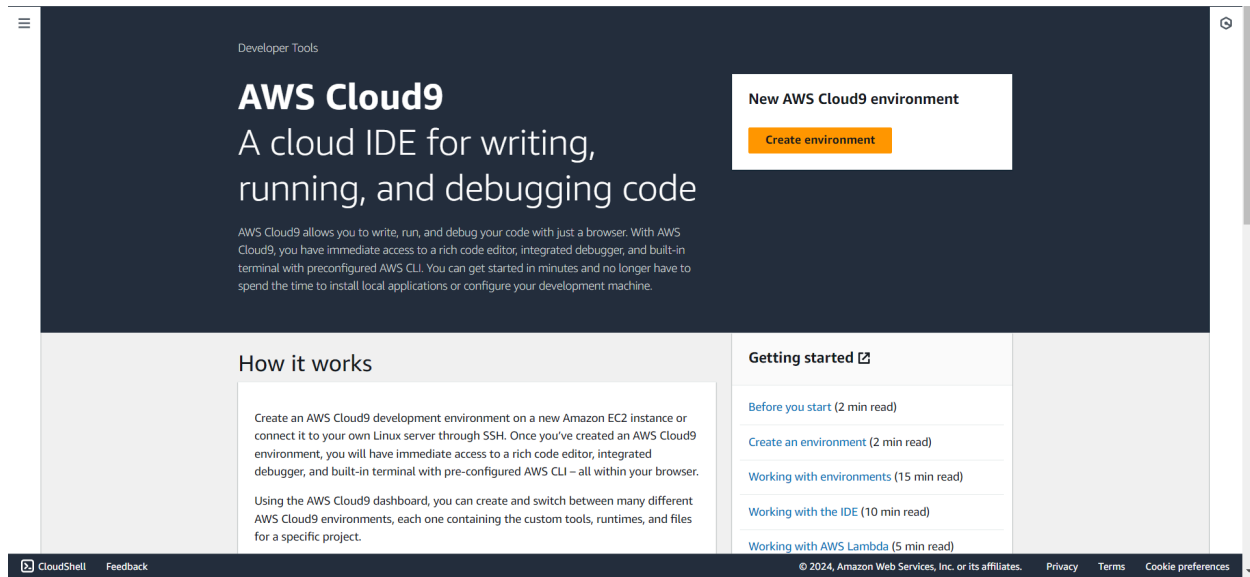 Developer Tools
AWS Cloud9
A cloud IDE for writing,
running, and debugging code
AWS Cloud9 allows you to write, run, and debug your code with just a browser. With AWS
Cloud9, you have immediate access to a rich code editor, integrated debugger, and built-in
terminal with preconfigured AWS CLI. You can get started in minutes and no longer have to
spend the time to install local applications or configure your development machine.
New AWS Cloud9 environment
Create environment
How it works
Create an AWS Cloud9 development environment on a new Amazon EC2 instance or
connect it to your own Linux server through SSH. Once you've created an AWS Cloud9
environment, you will have immediate access to a rich code editor, integrated
debugger, and built-in terminal with pre-configured AWS CLI – all within your browser.
Using the AWS Cloud9 dashboard, you can create and switch between many different
AWS Cloud9 environments, each one containing the custom tools, runtimes, and files
for a specific project.
Getting started
Before you start (2 min read)
Create an environment (2 min read)
Working with environments (15 min read)
Working with the IDE (10 min read)
Working with AWS Lambda (5 min read)
CloudShell Feedback © 2024, Amazon Web Services, Inc. or its affiliates. Privacy Terms Cookie preferences